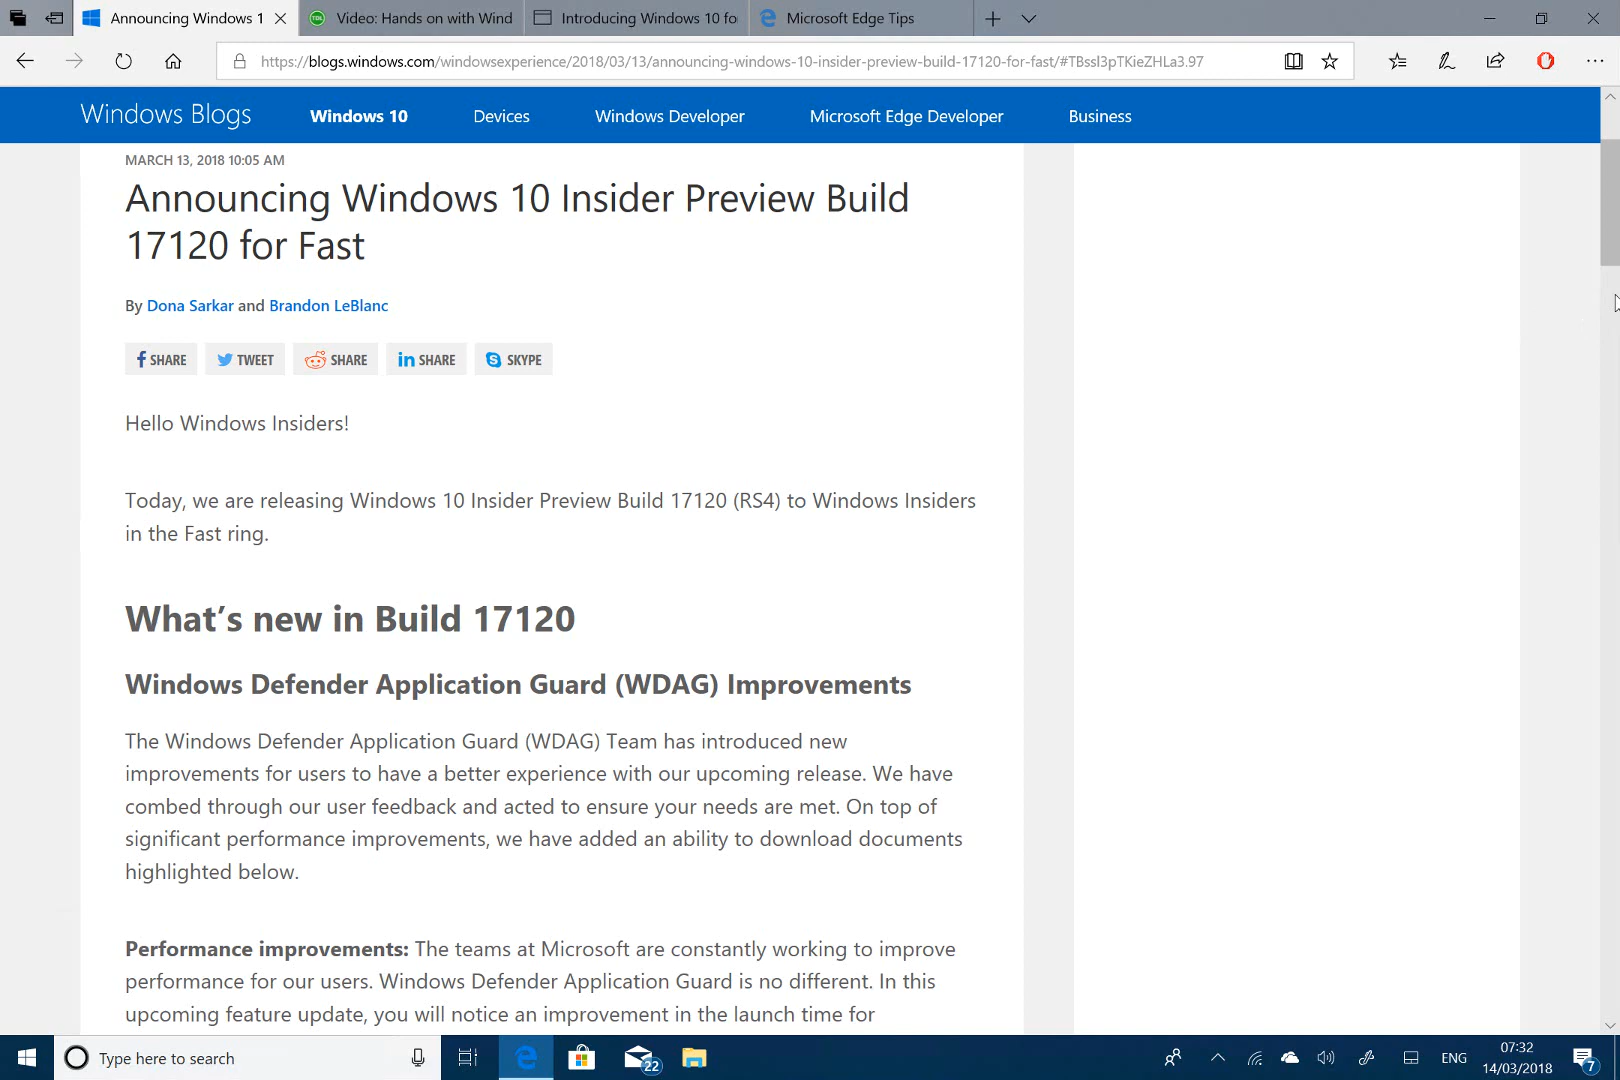 Announcing Windows 1
Video: Hands on with Wind
Introducing Windows 10 fo
Microsoft Edge Tips
https://blogs.windows.com/windowsexperience/2018/03/13/announcing-windows-10-insider-preview-build-17120-for-fast/#TBssl3pTKieZHLa3.97
Windows Blogs
Windows 10
Devices
Windows Developer
Microsoft Edge Developer
Business
MARCH 13, 2018 10:05 AM
Announcing Windows 10 Insider Preview Build
17120 for Fast
By Dona Sarkar and Brandon LeBlanc
SHARE
TWEET
SHARE
SHARE
SKYPE
Hello Windows Insiders!
Today, we are releasing Windows 10 Insider Preview Build 17120 (RS4) to Windows Insiders
in the Fast ring.
What’s new in Build 17120
Windows Defender Application Guard (WDAG) Improvements
The Windows Defender Application Guard (WDAG) Team has introduced new
improvements for users to have a better experience with our upcoming release. We have
combed through our user feedback and acted to ensure your needs are met. On top of
significant performance improvements, we have added an ability to download documents
highlighted below.
Performance improvements: The teams at Microsoft are constantly working to improve
performance for our users. Windows Defender Application Guard is no different. In this
upcoming feature update, you will notice an improvement in the launch time for
Type here to search
22
ENG
07:32
14/03/2018
7